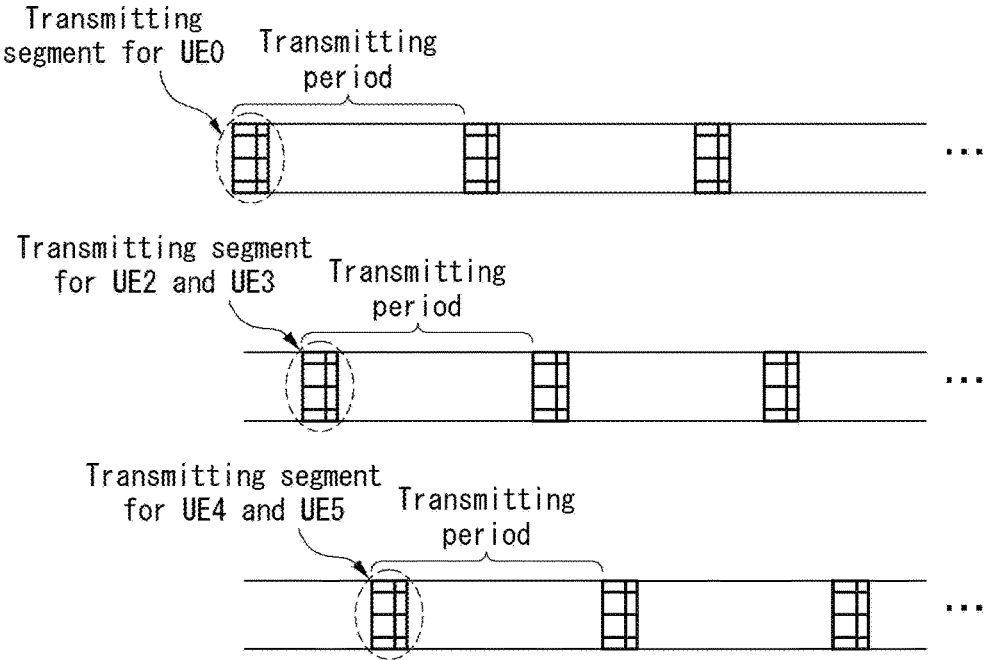 Transmitting
segment for UE0
Transmitting
period
...
Transmitting segment
for UE2 and UE3
Transmitting
period
...
Transmitting segment
for UE4 and UE5
Transmitting
period
...